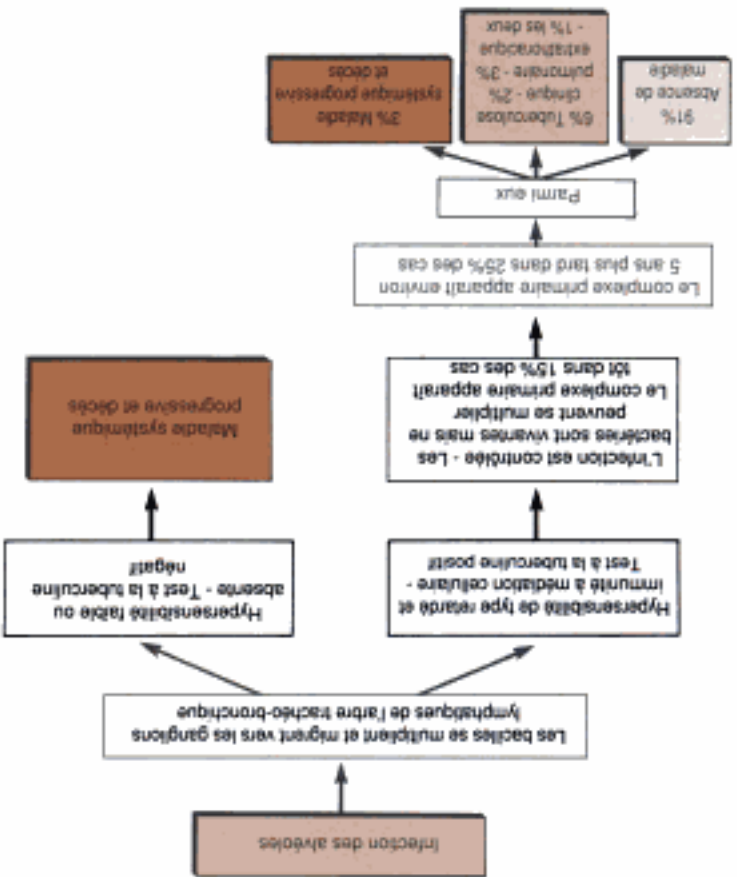 Infection des alvéoles
Les bacilles se multiplient et migrent vers les ganglions
lymphatiques de l'arbre trachéo-bronchique
Hypersensibilité de type retardé et
immunité à médiation cellulaire -
Test à la tuberculine positif
Hypersensibilité faible ou
absente - Test à la tuberculine
négatif
L'infection est contrôlée - Les
bactéries sont vivantes mais ne
peuvent se multiplier
Le complexe primaire apparaît
tôt dans 15% des cas
Maladie systémique
progressive et décès
Le complexe primaire apparaît environ
5 ans plus tard dans 25% des cas
Parmi eux
91%
Absence de
maladie
6% Tuberculose
clinique - 2%
pulmonaire - 3%
extrathoracique
- 1% les deux
3% Maladie
systémique progressive
et décès